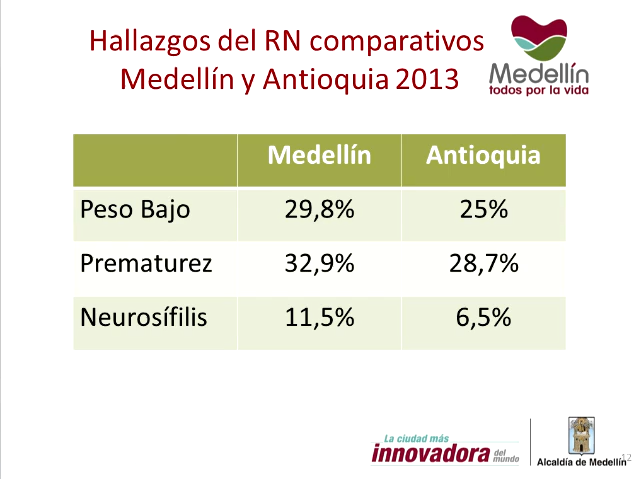 Hallazgos del RN comparativos
Medellín y Antioquia 2013
Medellín
todos por la vida
Medellín Antioquia
Peso Bajo 29,8% 25%
Prematurez 32,9% 28,7%
Neurosífilis 11,5% 6,5%
La ciudad más
innovadora del mundo
Alcaldía de Medellín
12